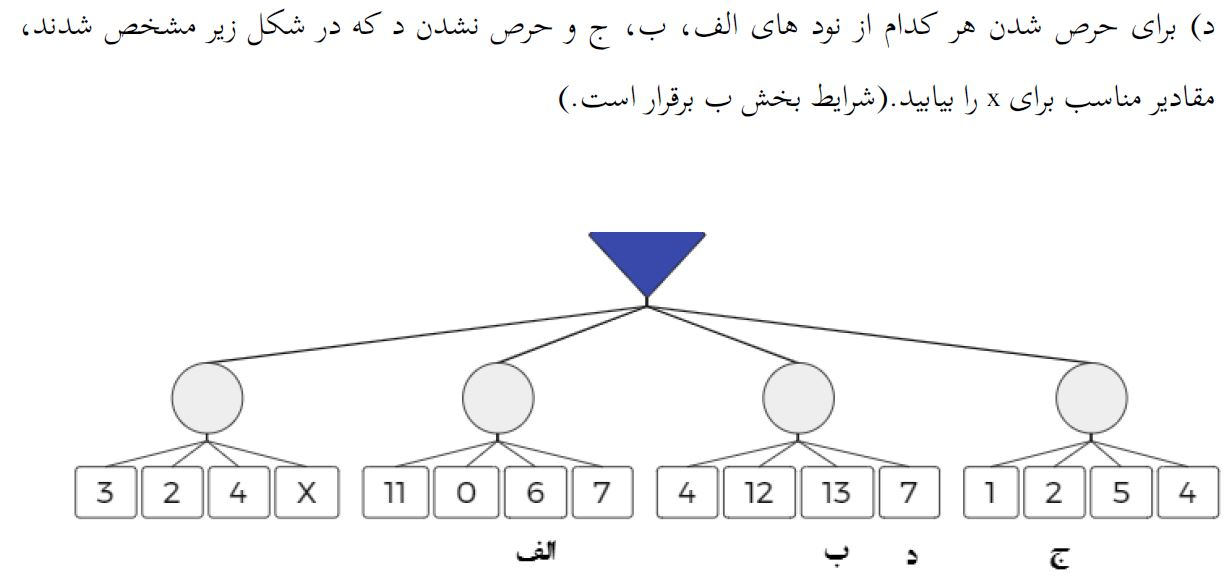 د) برای حرص شدن هر کدام از نود های الف، ب، ج و حرص نشدن د که در شکل زیر مشخص شدند،
مقادیر مناسب برای x را بیابید.(شرایط بخش ب برقرار است.)
3 2 4 X 11 0 6 7 4 12 13 7 1 2 5 4
الف ب د ج